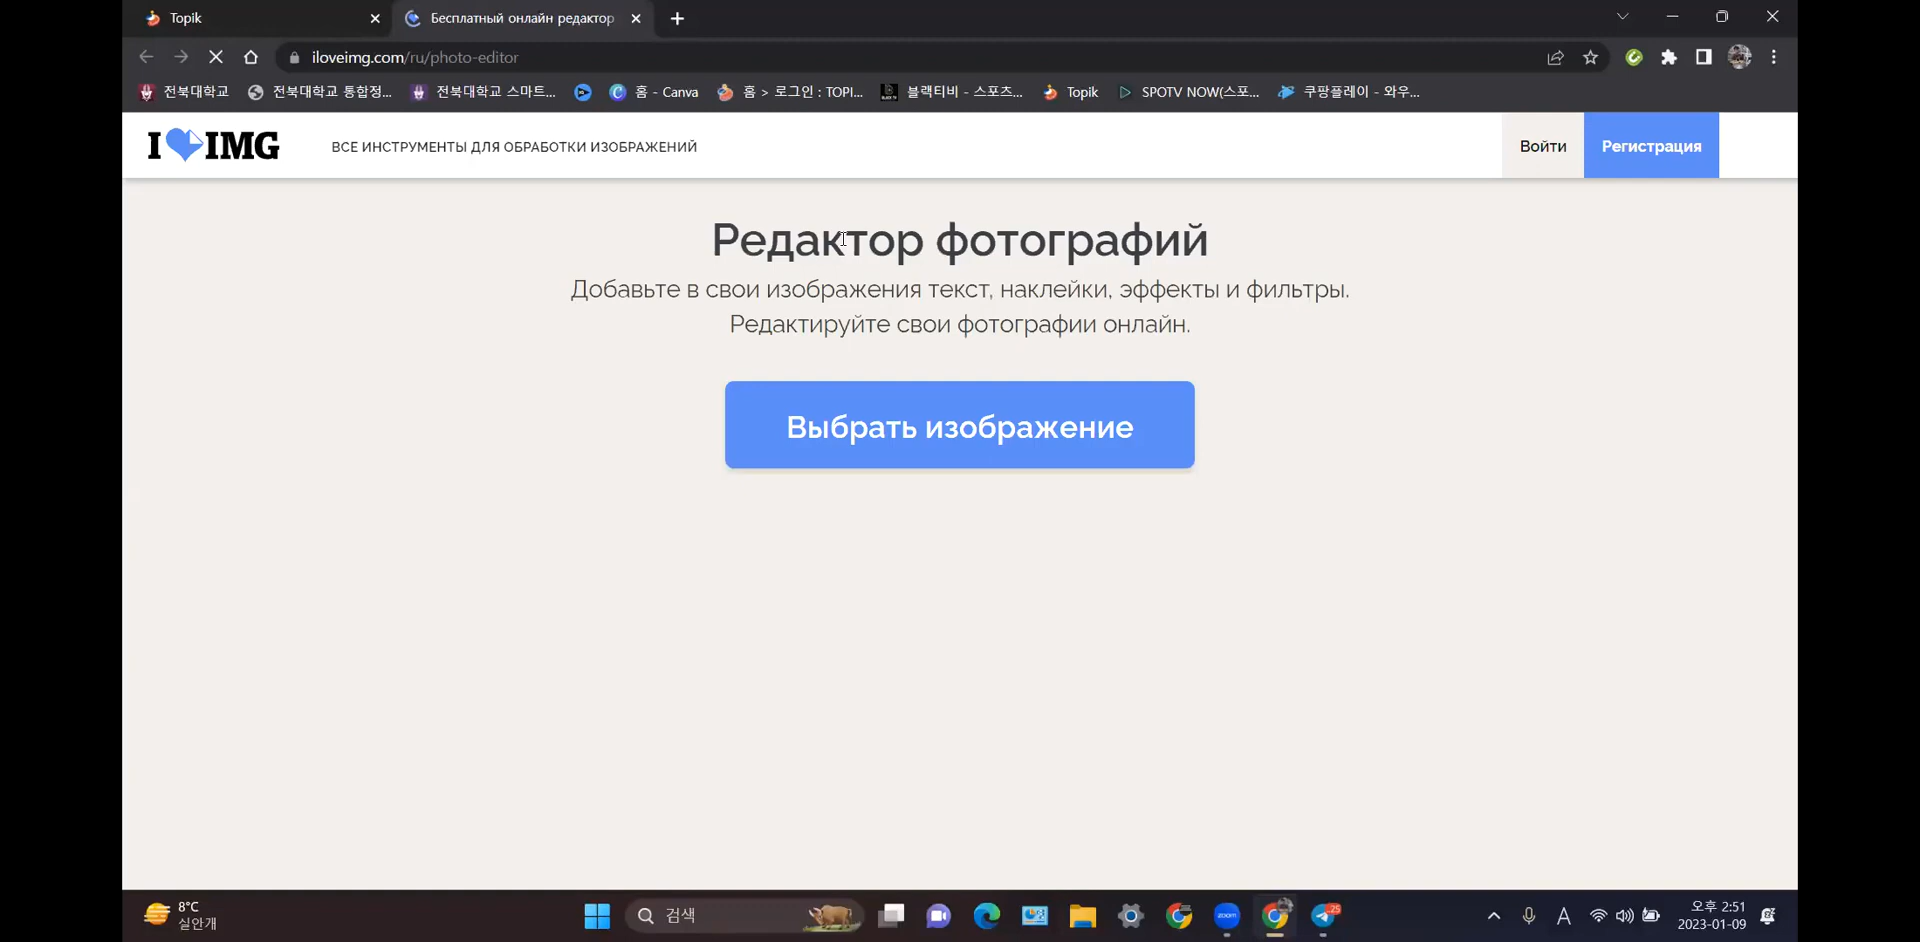 Topik
Бесплатный онлайн редактор
iloveimg.com/ru/photo-editor
전북대학교
전북대학교 통합정...
전북대학교 스마트...
홈 - Canva
홈 > 로그인 : TOPI...
블랙티비 - 스포츠...
Topik
SPOTV NOW(스포...
쿠팡플레이 - 와우...
I IMG
ВСЕ ИНСТРУМЕНТЫ ДЛЯ ОБРАБОТКИ ИЗОБРАЖЕНИЙ
Войти
Регистрация
Редактор фотографий
Добавьте в свои изображения текст, наклейки, эффекты и фильтры.
Редактируйте свои фотографии онлайн.
Выбрать изображение
8°C
실안개
검색
zoom
25
A
오후 2:51
2023-01-09